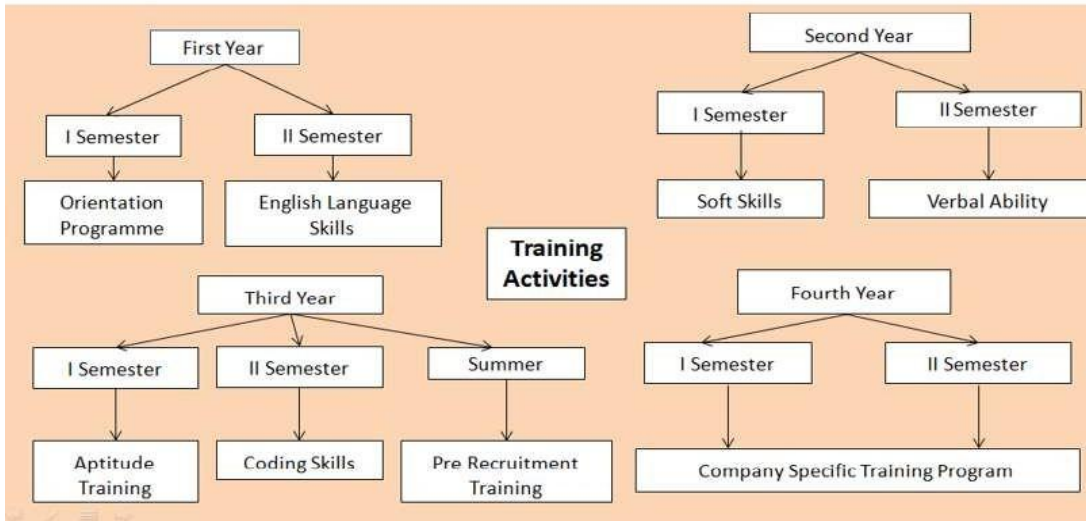 First Year
I Semester
II Semester
Orientation
Programme
English Language
Skills
Second Year
I Semester
II Semester
Soft Skills
Verbal Ability
Training
Activities
Third Year
I Semester
II Semester
Summer
Aptitude
Training
Coding Skills
Pre Recruitment
Training
Fourth Year
I Semester
II Semester
Company Specific Training Program